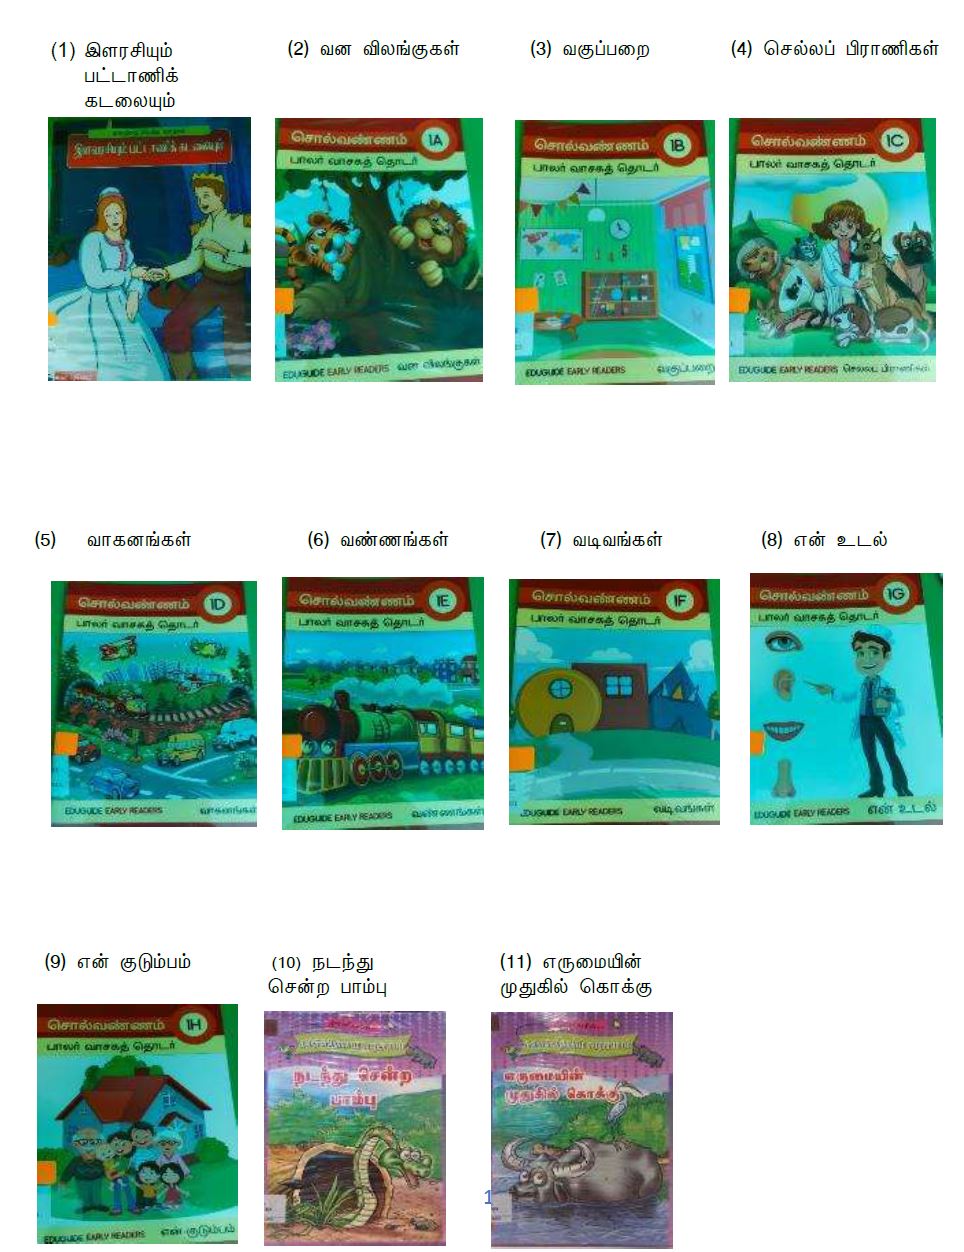 (1) இளரசியும்
பட்டாணிக்
கடலையும்
(2) வன விலங்குகள்
(3) வகுப்பறை
(4) செல்லப் பிராணிகள்
இளவரசியும் பட்டாணிக் கடலையும்
சொல்வண்ணம் 1A
பாலர் வாசகத் தொடர்
EDUGUIDE EARLY READERS வன விலங்குகள்
சொல்வண்ணம் 1B
பாலர் வாசகத் தொடர்
EDUGUIDE EARLY READERS வகுப்பறை
சொல்வண்ணம் 1C
பாலர் வாசகத் தொடர்
EDUGUIDE EARLY READERS செல்லப் பிராணிகள்
(5) வாகனங்கள்
(6) வண்ணங்கள்
(7) வடிவங்கள்
(8) என் உடல்
சொல்வண்ணம் 1D
பாலர் வாசகத் தொடர்
EDUGUIDE EARLY READERS வாகனங்கள்
சொல்வண்ணம் 1E
பாலர் வாசகத் தொடர்
EDUGUIDE EARLY READERS வண்ணங்கள்
சொல்வண்ணம் 1F
பாலர் வாசகத் தொடர்
EDUGUIDE EARLY READERS வடிவங்கள்
சொல்வண்ணம் 1G
பாலர் வாசகத் தொடர்
EDUGUIDE EARLY READERS என் உடல்
(9) என் குடும்பம்
(10) நடந்து
சென்ற பாம்பு
(11) எருமையின்
முதுகில் கொக்கு
சொல்வண்ணம் 1H
பாலர் வாசகத் தொடர்
EDUGUIDE EARLY READERS என் குடும்பம்
நடந்து சென்ற
பாம்பு
எருமையின்
முதுகில் கொக்கு
1